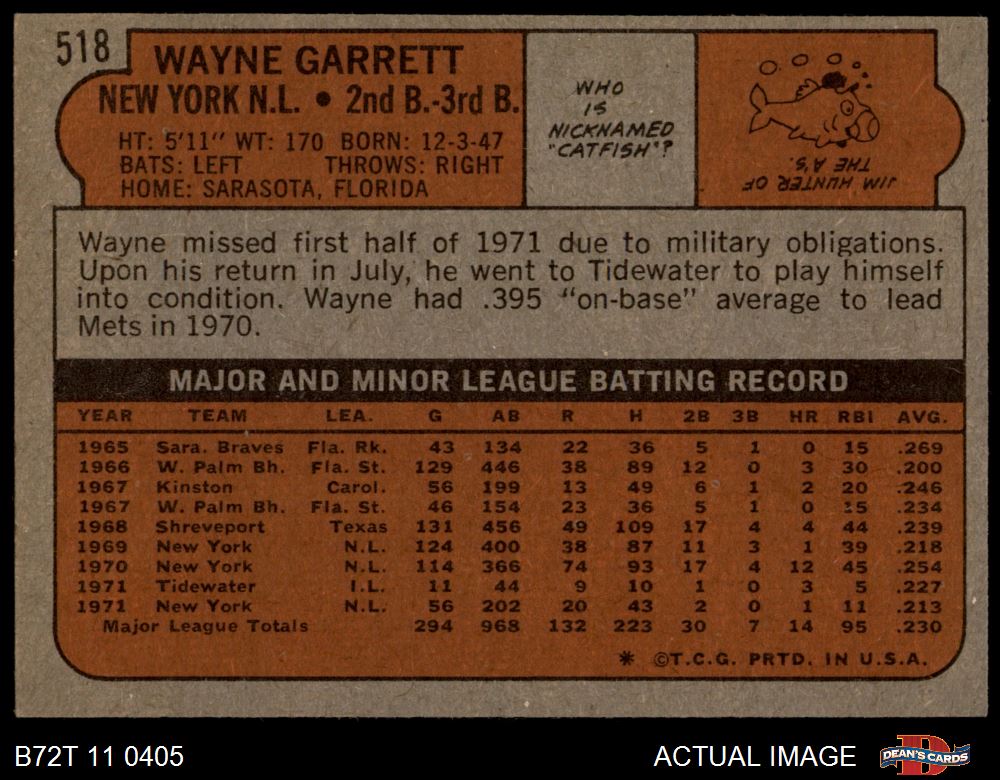 518
WAYNE GARRETT
NEW YORK N.L. • 2nd B.-3rd B.
HT: 5'11" WT: 170 BORN: 12-3-47
BATS: LEFT THROWS: RIGHT
HOME: SARASOTA, FLORIDA
WHO
IS
NICKNAMED
"CATFISH"?
JIM HUNTER OF
THE A'S.
Wayne missed first half of 1971 due to military obligations.
Upon his return in July, he went to Tidewater to play himself
into condition. Wayne had .395 "on-base" average to lead
Mets in 1970.
MAJOR AND MINOR LEAGUE BATTING RECORD
YEAR TEAM LEA. G AB R H 2B 3B HR RBI AVG.
1965 Sara. Braves Fla. Rk. 43 134 22 36 5 1 0 15 .269
1966 W. Palm Bh. Fla. St. 129 446 38 89 12 0 3 30 .200
1967 Kinston Carol. 56 199 13 49 6 1 2 20 .246
1967 W. Palm Bh. Fla. St. 46 154 23 36 5 1 0 15 .234
1968 Shreveport Texas 131 456 49 109 17 4 4 44 .239
1969 New York N.L. 124 400 38 87 11 3 1 39 .218
1970 New York N.L. 114 366 74 93 17 4 12 45 .254
1971 Tidewater I.L. 11 44 9 10 1 0 3 5 .227
1971 New York N.L. 56 202 20 43 2 0 1 11 .213
Major League Totals 294 968 132 223 30 7 14 95 .230
* ©T.C.G. PRTD. IN U.S.A.
B72T 11 0405 ACTUAL IMAGE DEAN'S CARDS